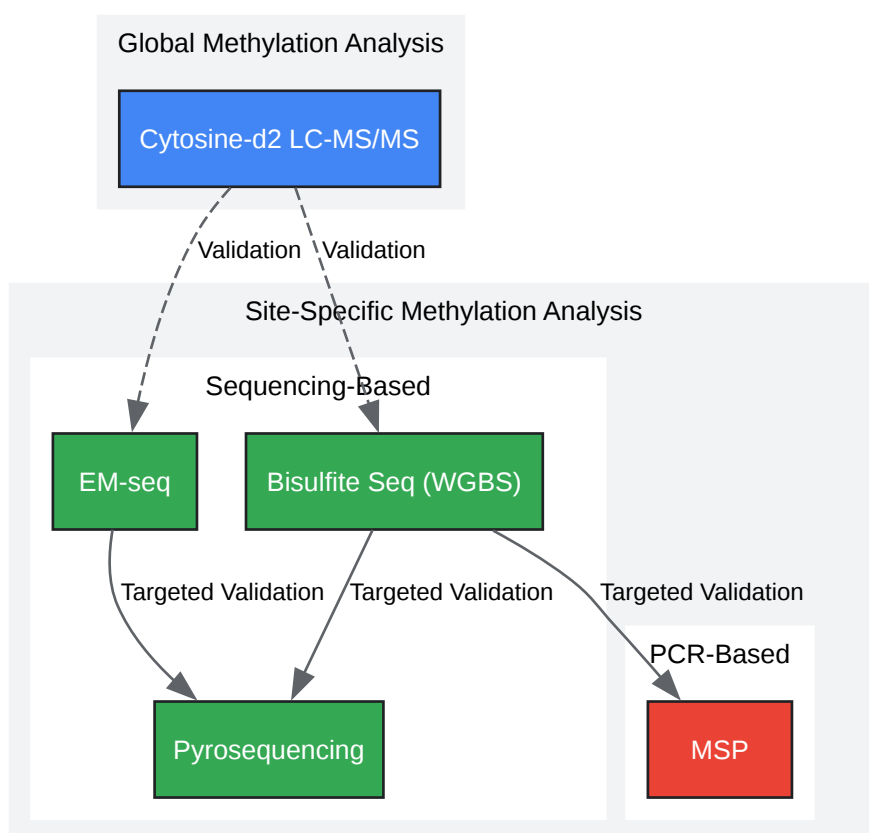 Global Methylation Analysis
Cytosine-d2 LC-MS/MS
Validation
Validation
Site-Specific Methylation Analysis
Sequencing-Based
EM-seq
Bisulfite Seq (WGBS)
Targeted Validation
Targeted Validation
Targeted Validation
PCR-Based
Pyrosequencing
MSP